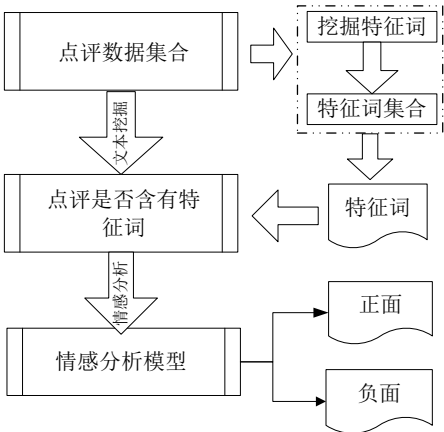 点评数据集合
挖掘特征词
特征词集合
文本挖掘
点评是否含有特
征词
特征词
情感分析
情感分析模型
正面
负面